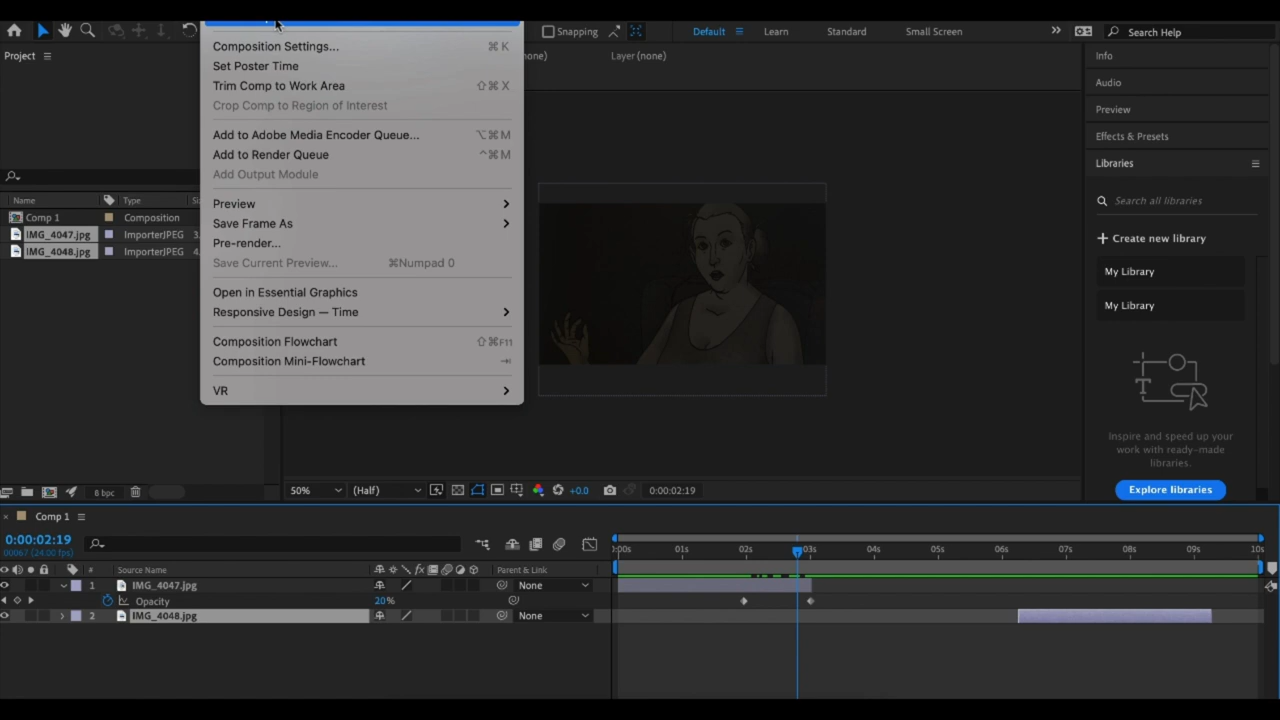 Snapping
Default
Learn
Standard
Small Screen
Search Help
Project
none)
Layer (none)
Info
Audio
Preview
Effects & Presets
Libraries
Search all libraries
Create new library
My Library
My Library
Inspire and speed up your
work with ready-made
libraries.
Explore libraries
Composition Settings... ⌘ K
Set Poster Time
Trim Comp to Work Area ⇧⌘ X
Crop Comp to Region of Interest
Add to Adobe Media Encoder Queue... ⌥⌘M
Add to Render Queue ^⌘M
Add Output Module
Preview
Save Frame As
Pre-render...
Save Current Preview... ⌘Numpad 0
Open in Essential Graphics
Responsive Design — Time
Composition Flowchart ⇧⌘F11
Composition Mini-Flowchart
VR
Name Type
Comp 1 Composition
IMG_4047.jpg ImporterJPEG 3
IMG_4048.jpg ImporterJPEG 4
8 bpc
50% (Half) +0.0 0:00:02:19
Comp 1
0:00:02:19
00067 (24.00 fps)
:00s 01s 02s 03s 04s 05s 06s 07s 08s 09s 10s
# Source Name Parent & Link
1 IMG_4047.jpg None
Opacity 20%
2 IMG_4048.jpg None